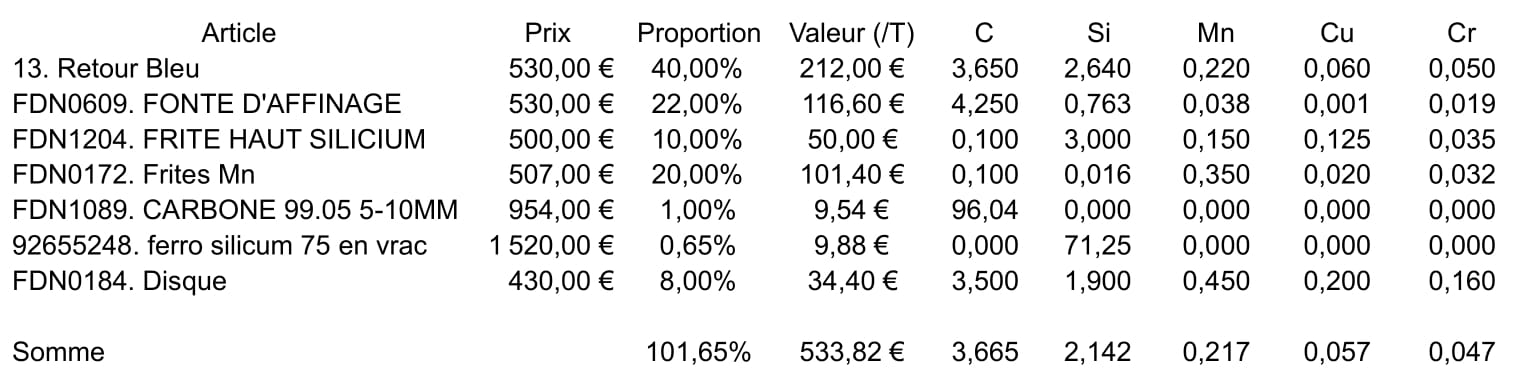 Article Prix Proportion Valeur (/T) C Si Mn Cu Cr
13. Retour Bleu 530,00 € 40,00% 212,00 € 3,650 2,640 0,220 0,060 0,050
FDN0609. FONTE D'AFFINAGE 530,00 € 22,00% 116,60 € 4,250 0,763 0,038 0,001 0,019
FDN1204. FRITE HAUT SILICIUM 500,00 € 10,00% 50,00 € 0,100 3,000 0,150 0,125 0,035
FDN0172. Frites Mn 507,00 € 20,00% 101,40 € 0,100 0,016 0,350 0,020 0,032
FDN1089. CARBONE 99.05 5-10MM 954,00 € 1,00% 9,54 € 96,04 0,000 0,000 0,000 0,000
92655248. ferro silicum 75 en vrac 1 520,00 € 0,65% 9,88 € 0,000 71,25 0,000 0,000 0,000
FDN0184. Disque 430,00 € 8,00% 34,40 € 3,500 1,900 0,450 0,200 0,160
Somme 101,65% 533,82 € 3,665 2,142 0,217 0,057 0,047